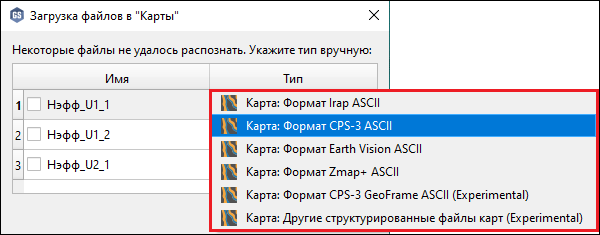 GS Загрузка файлов в "Карты"
Некоторые файлы не удалось распознать. Укажите тип вручную:
Имя Тип
1 Нэфф_U1_1
2 Нэфф_U1_2
3 Нэфф_U2_1
Карта: Формат Irap ASCII
Карта: Формат CPS-3 ASCII
Карта: Формат Earth Vision ASCII
Карта: Формат Zmap+ ASCII
Карта: Формат CPS-3 GeoFrame ASCII (Experimental)
Карта: Другие структурированные файлы карт (Experimental)